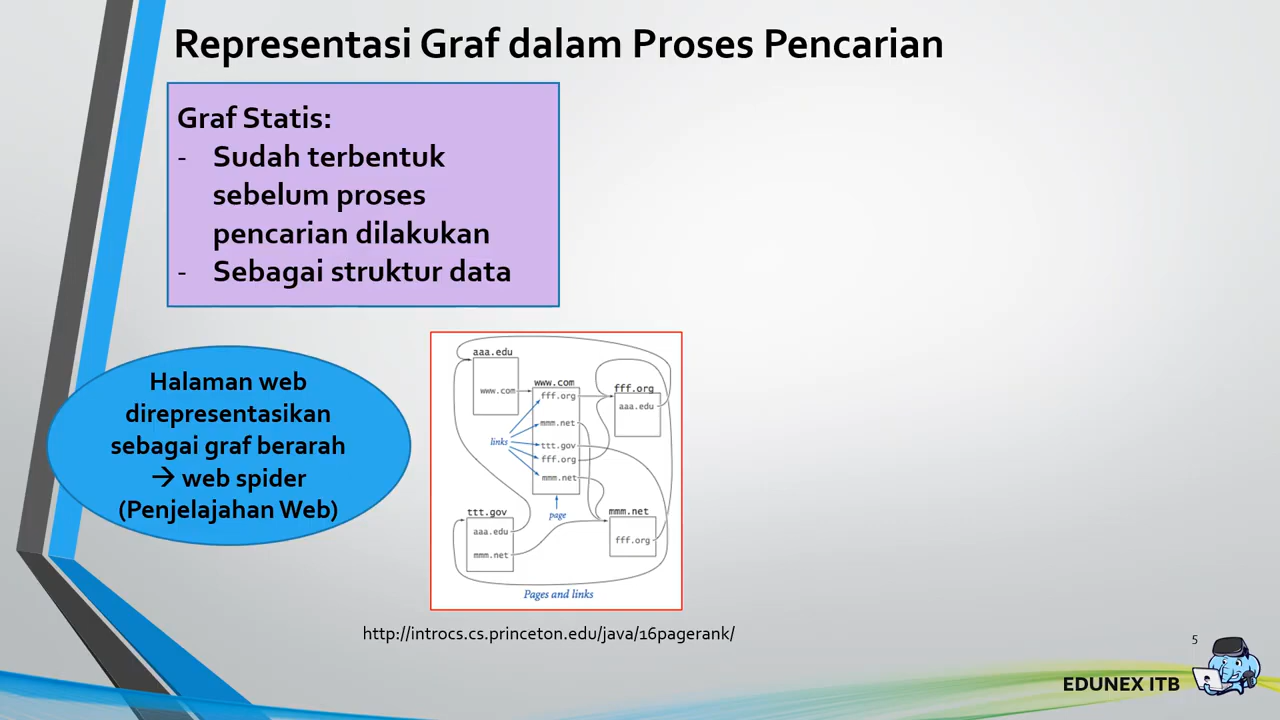 Representasi Graf dalam Proses Pencarian
Graf Statis:
- Sudah terbentuk
sebelum proses
pencarian dilakukan
- Sebagai struktur data
Halaman web
direpresentasikan
sebagai graf berarah
→ web spider
(Penjelajahan Web)
aaa.edu
www.com
www.com
fff.org
mmm.net
ttt.gov
fff.org
mmm.net
links
page
fff.org
aaa.edu
ttt.gov
aaa.edu
mmm.net
mmm.net
fff.org
Pages and links
http://introcs.cs.princeton.edu/java/16pagerank/
5
EDUNEX ITB